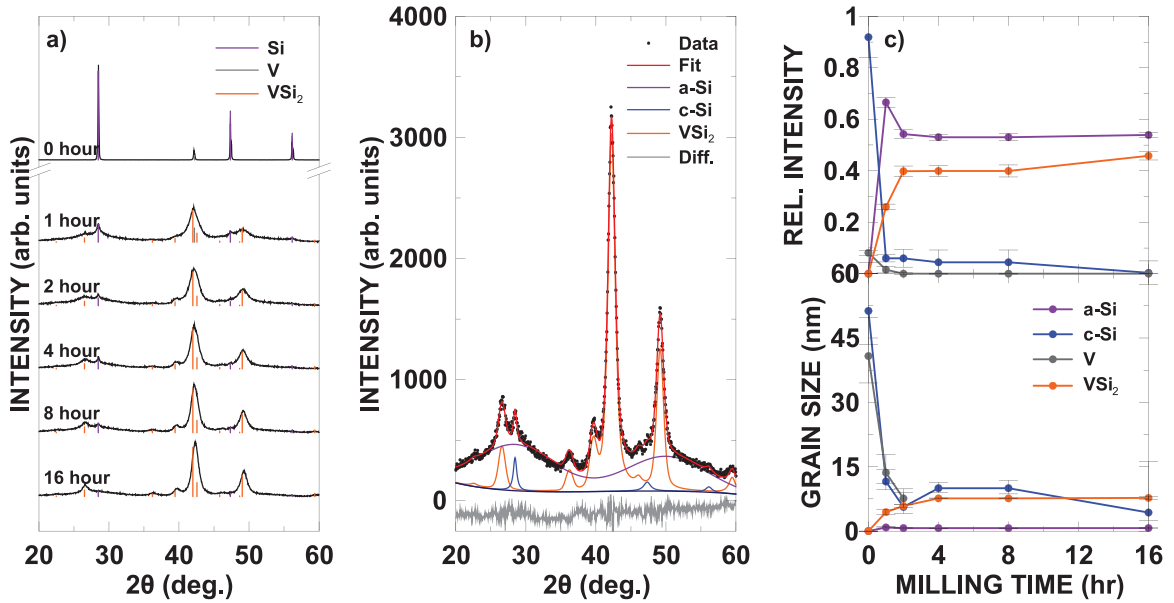 a)
Si
V
VSi₂
0 hour
1 hour
2 hour
4 hour
8 hour
16 hour
INTENSITY (arb. units)
20 30 40 50 60
2θ (deg.)
b)
Data
Fit
a-Si
c-Si
VSi₂
Diff.
4000
3000
2000
1000
0
INTENSITY (arb. units)
20 30 40 50 60
2θ (deg.)
c)
1
0.8
0.6
0.4
0.2
60
REL. INTENSITY
a-Si
c-Si
V
VSi₂
45
30
15
0
GRAIN SIZE (nm)
0 4 8 12 16
MILLING TIME (hr)